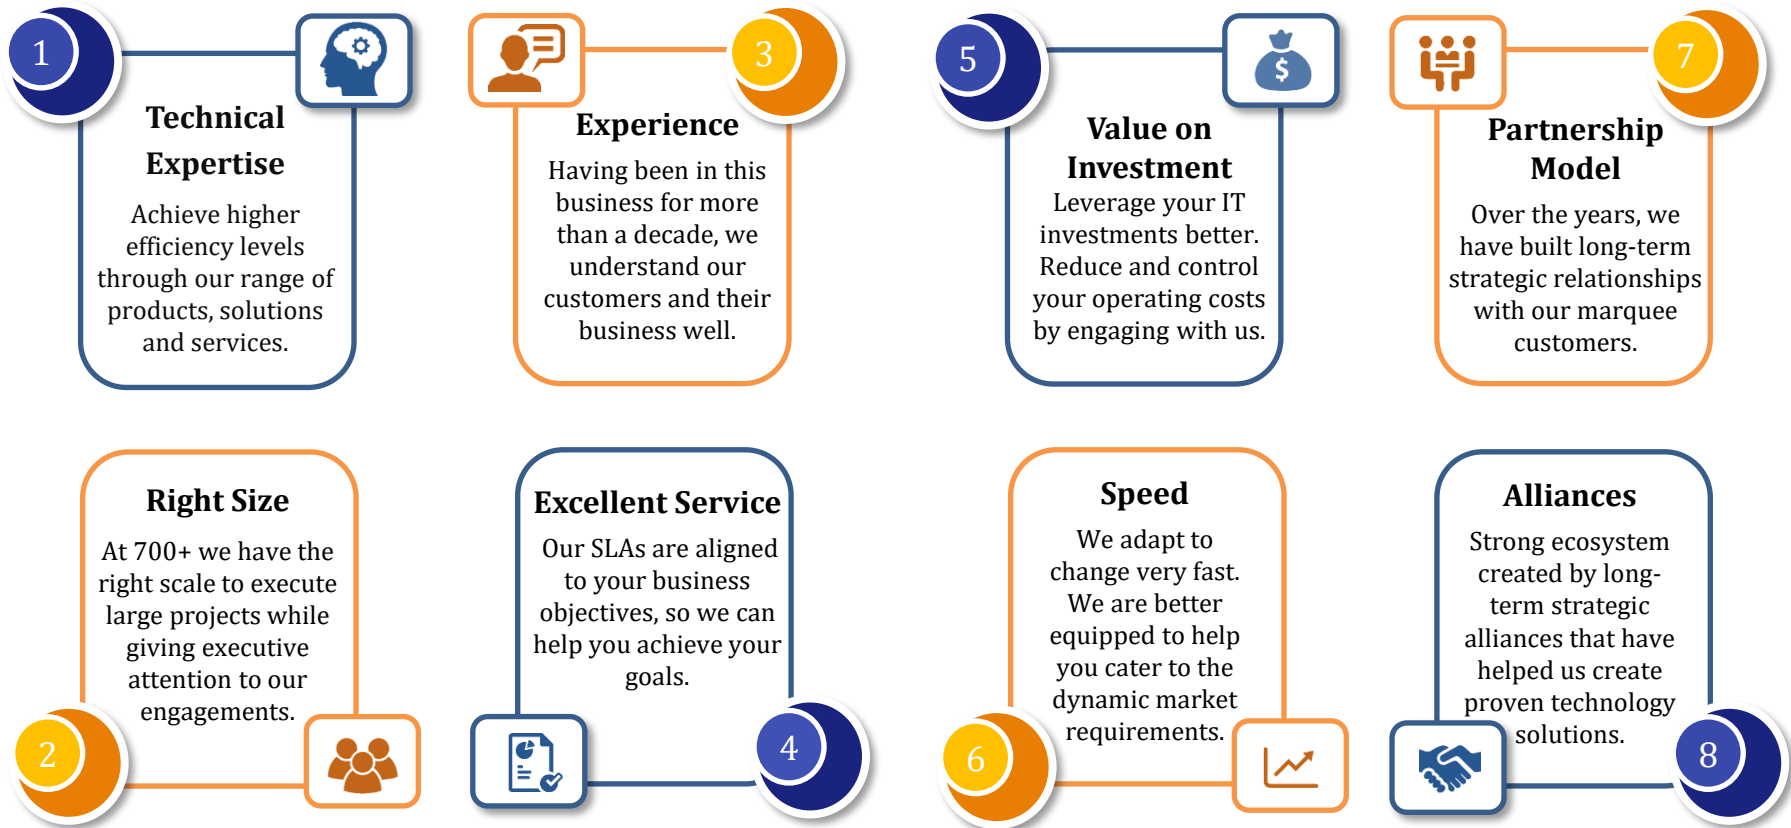 1
Technical
Expertise
Achieve higher
efficiency levels
through our range of
products, solutions
and services.
2
Right Size
At 700+ we have the
right scale to execute
large projects while
giving executive
attention to our
engagements.
3
Experience
Having been in this
business for more
than a decade, we
understand our
customers and their
business well.
4
Excellent Service
Our SLAs are aligned
to your business
objectives, so we can
help you achieve your
goals.
5
Value on
Investment
Leverage your IT
investments better.
Reduce and control
your operating costs
by engaging with us.
$
6
Speed
We adapt to
change very fast.
We are better
equipped to help
you cater to the
dynamic market
requirements.
7
Partnership
Model
Over the years, we
have built long-term
strategic relationships
with our marquee
customers.
8
Alliances
Strong ecosystem
created by long-
term strategic
alliances that have
helped us create
proven technology
solutions.